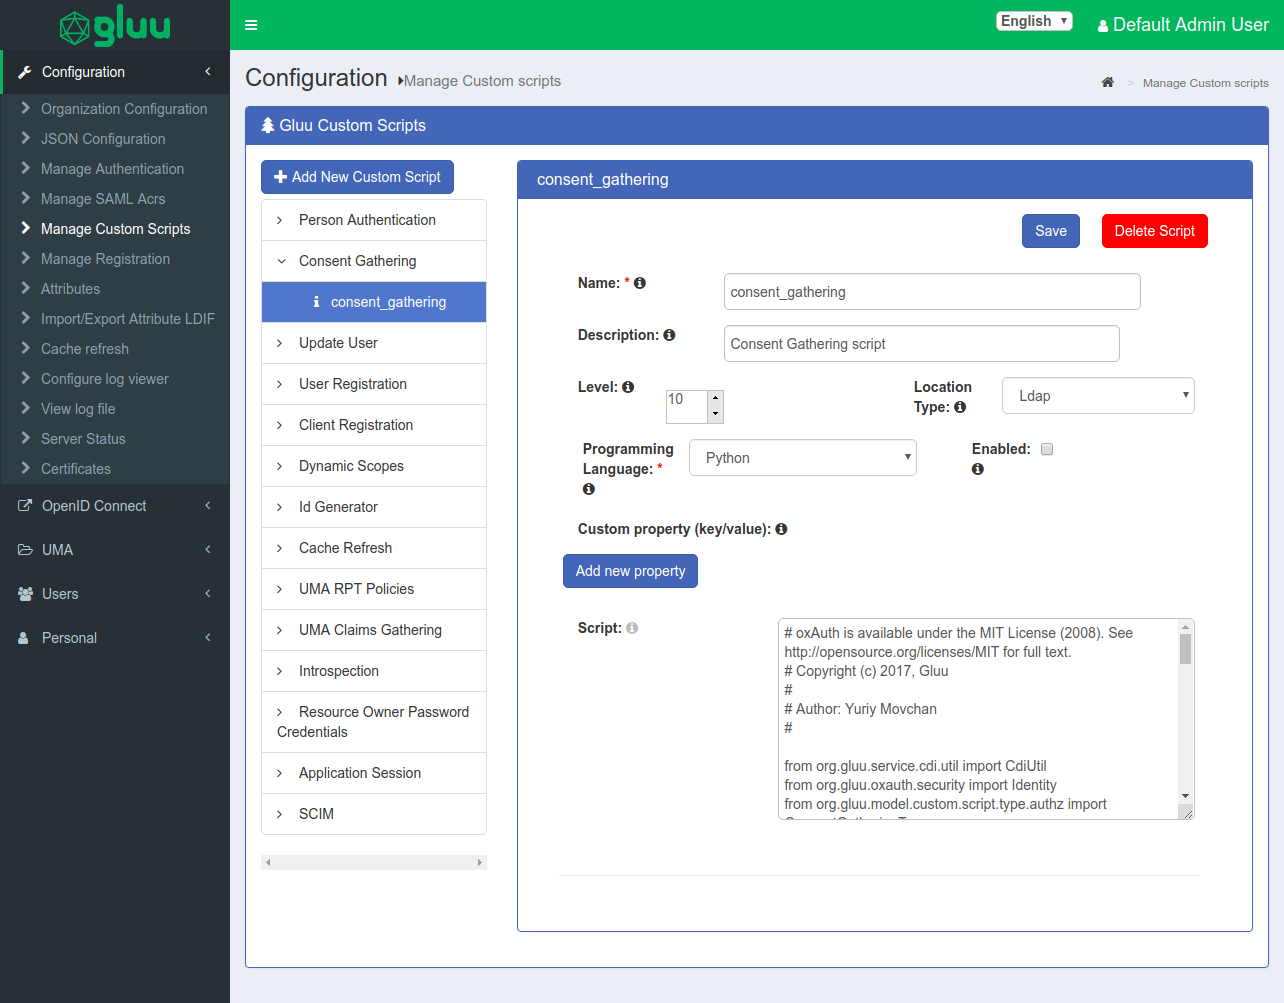 gluu
English
Default Admin User
Configuration
Organization Configuration
JSON Configuration
Manage Authentication
Manage SAML Acrs
Manage Custom Scripts
Manage Registration
Attributes
Import/Export Attribute LDIF
Cache refresh
Configure log viewer
View log file
Server Status
Certificates
OpenID Connect
UMA
Users
Personal
Configuration Manage Custom scripts
> Manage Custom scripts
Gluu Custom Scripts
Add New Custom Script
Person Authentication
Consent Gathering
consent_gathering
Update User
User Registration
Client Registration
Dynamic Scopes
Id Generator
Cache Refresh
UMA RPT Policies
UMA Claims Gathering
Introspection
Resource Owner Password
Credentials
Application Session
SCIM
consent_gathering
Save Delete Script
Name: * consent_gathering
Description: Consent Gathering script
Level: 10
Location
Type: Ldap
Programming
Language: * Python
Enabled:
Custom property (key/value):
Add new property
Script:
# oxAuth is available under the MIT License (2008). See
http://opensource.org/licenses/MIT for full text.
# Copyright (c) 2017, Gluu
#
# Author: Yuriy Movchan
#
from org.gluu.service.cdi.util import CdiUtil
from org.gluu.oxauth.security import Identity
from org.gluu.model.custom.script.type.authz import